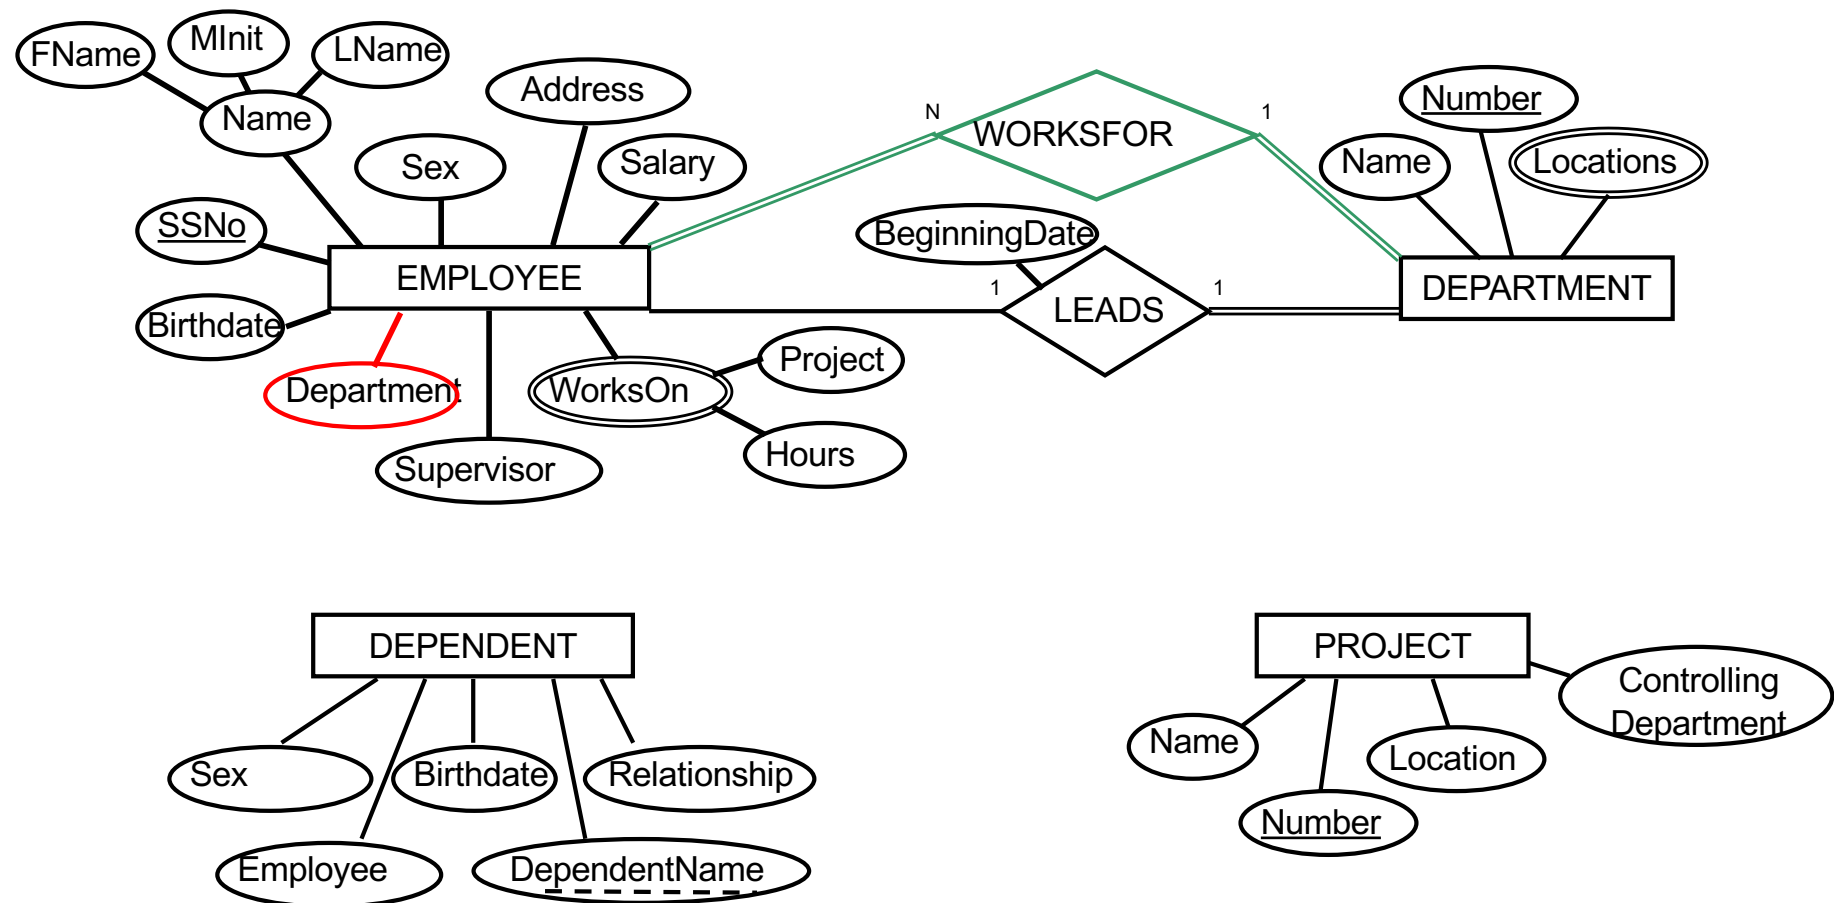 FName
MInit
LName
Name
Address
Sex
Salary
SSNo
EMPLOYEE
Birthdate
Department
Supervisor
WorksOn
Project
Hours
N
WORKSFOR
1
BeginningDate
1
LEADS
1
Number
Name
Locations
DEPARTMENT
DEPENDENT
Sex
Birthdate
Relationship
Employee
DependentName
PROJECT
Name
Number
Location
Controlling
Department